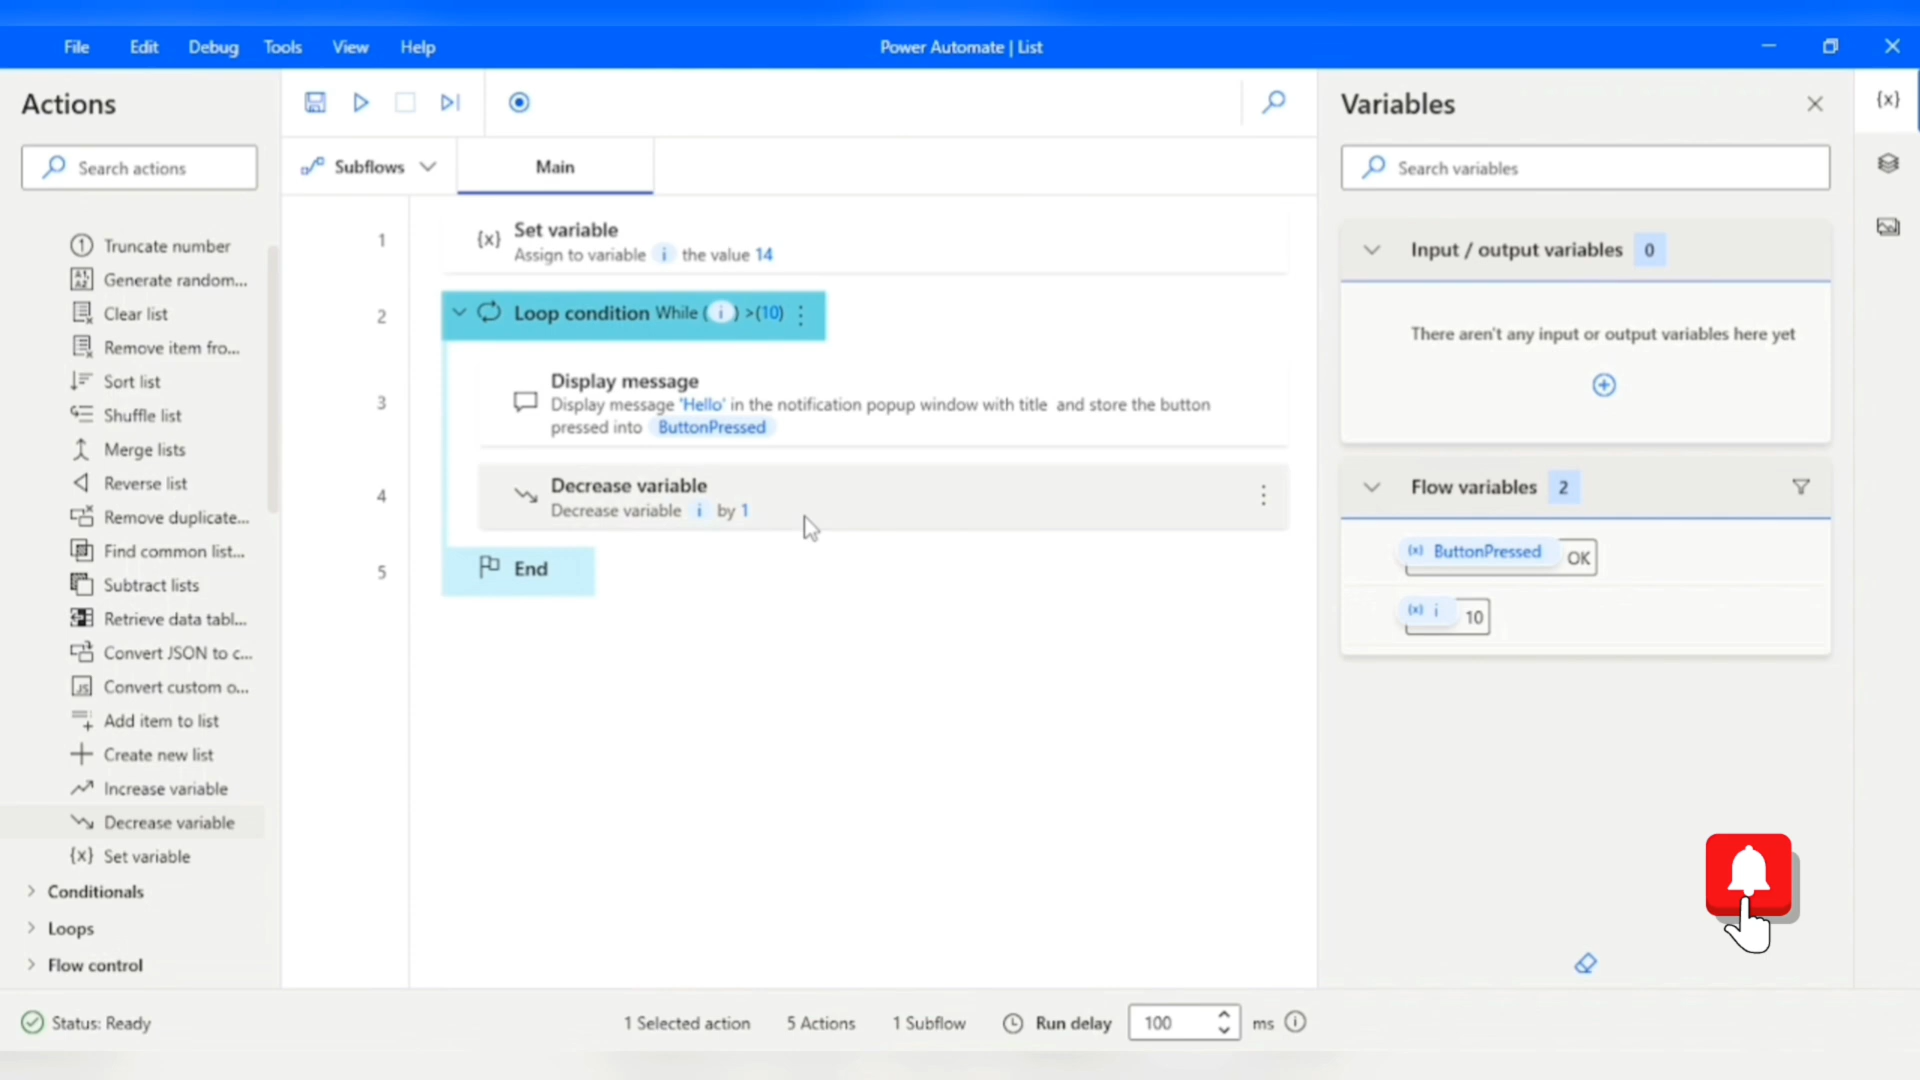 File Edit Debug Tools View Help
Power Automate | List
Actions
Search actions
Truncate number
Generate random...
Clear list
Remove item fro...
Sort list
Shuffle list
Merge lists
Reverse list
Remove duplicate...
Find common list...
Subtract lists
Retrieve data tabl...
Convert JSON to c...
Convert custom o...
Add item to list
Create new list
Increase variable
Decrease variable
{x} Set variable
Conditionals
Loops
Flow control
Subflows
Main
1
{x} Set variable
Assign to variable i the value 14
2
Loop condition While ( i ) >(10)
3
Display message
Display message 'Hello' in the notification popup window with title and store the button
pressed into ButtonPressed
4
Decrease variable
Decrease variable i by 1
5
End
Variables
{x}
Search variables
Input / output variables 0
There aren't any input or output variables here yet
Flow variables 2
(x) ButtonPressed OK
(x) i 10
Status: Ready
1 Selected action
5 Actions
1 Subflow
Run delay 100 ms